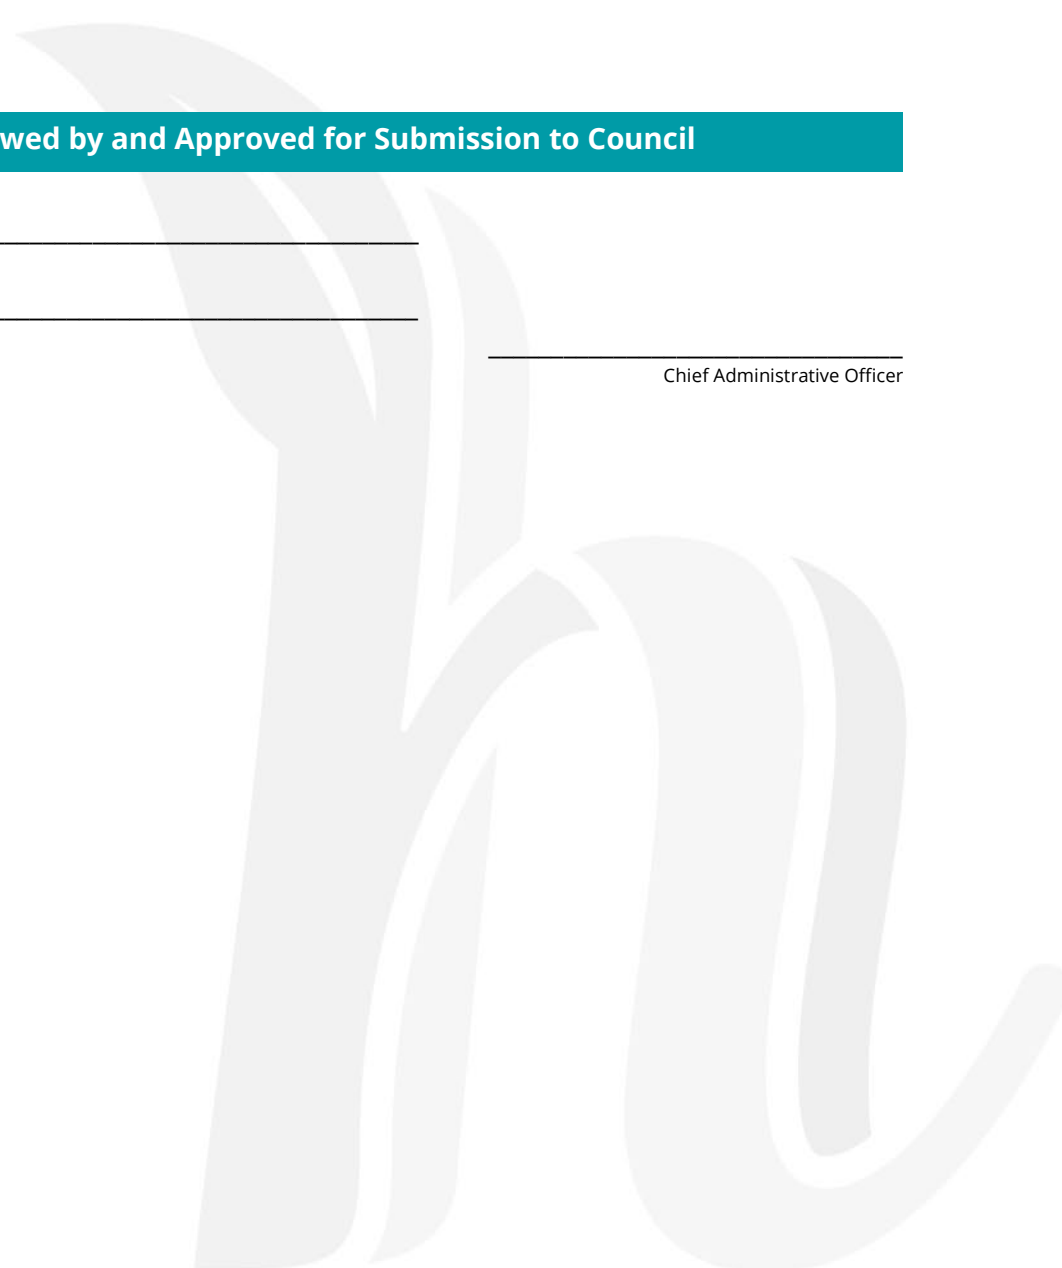 wed by and Approved for Submission to Council
Chief Administrative Officer